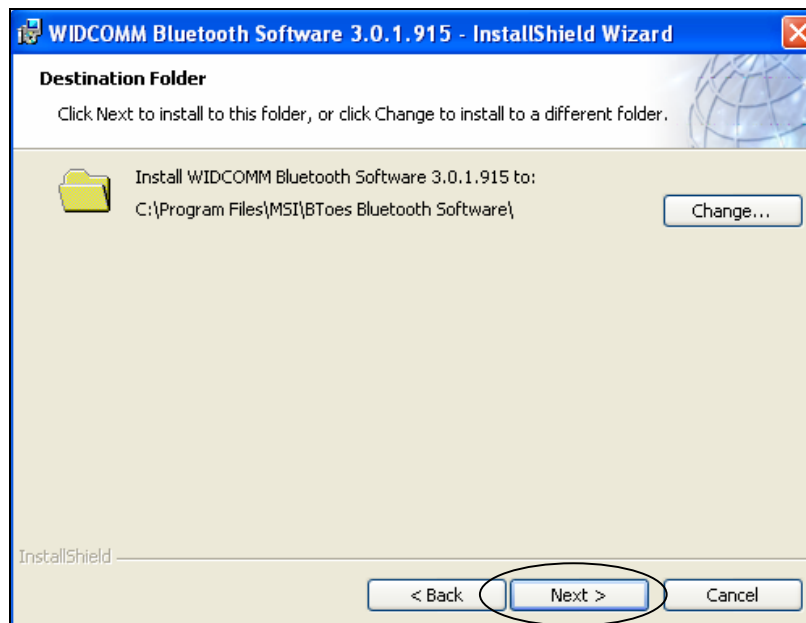 WIDCOMM Bluetooth Software 3.0.1.915 - InstallShield Wizard
Destination Folder
Click Next to install to this folder, or click Change to install to a different folder.
Install WIDCOMM Bluetooth Software 3.0.1.915 to:
C:\Program Files\MSI\BToes Bluetooth Software\
Change...
InstallShield
< Back Next > Cancel